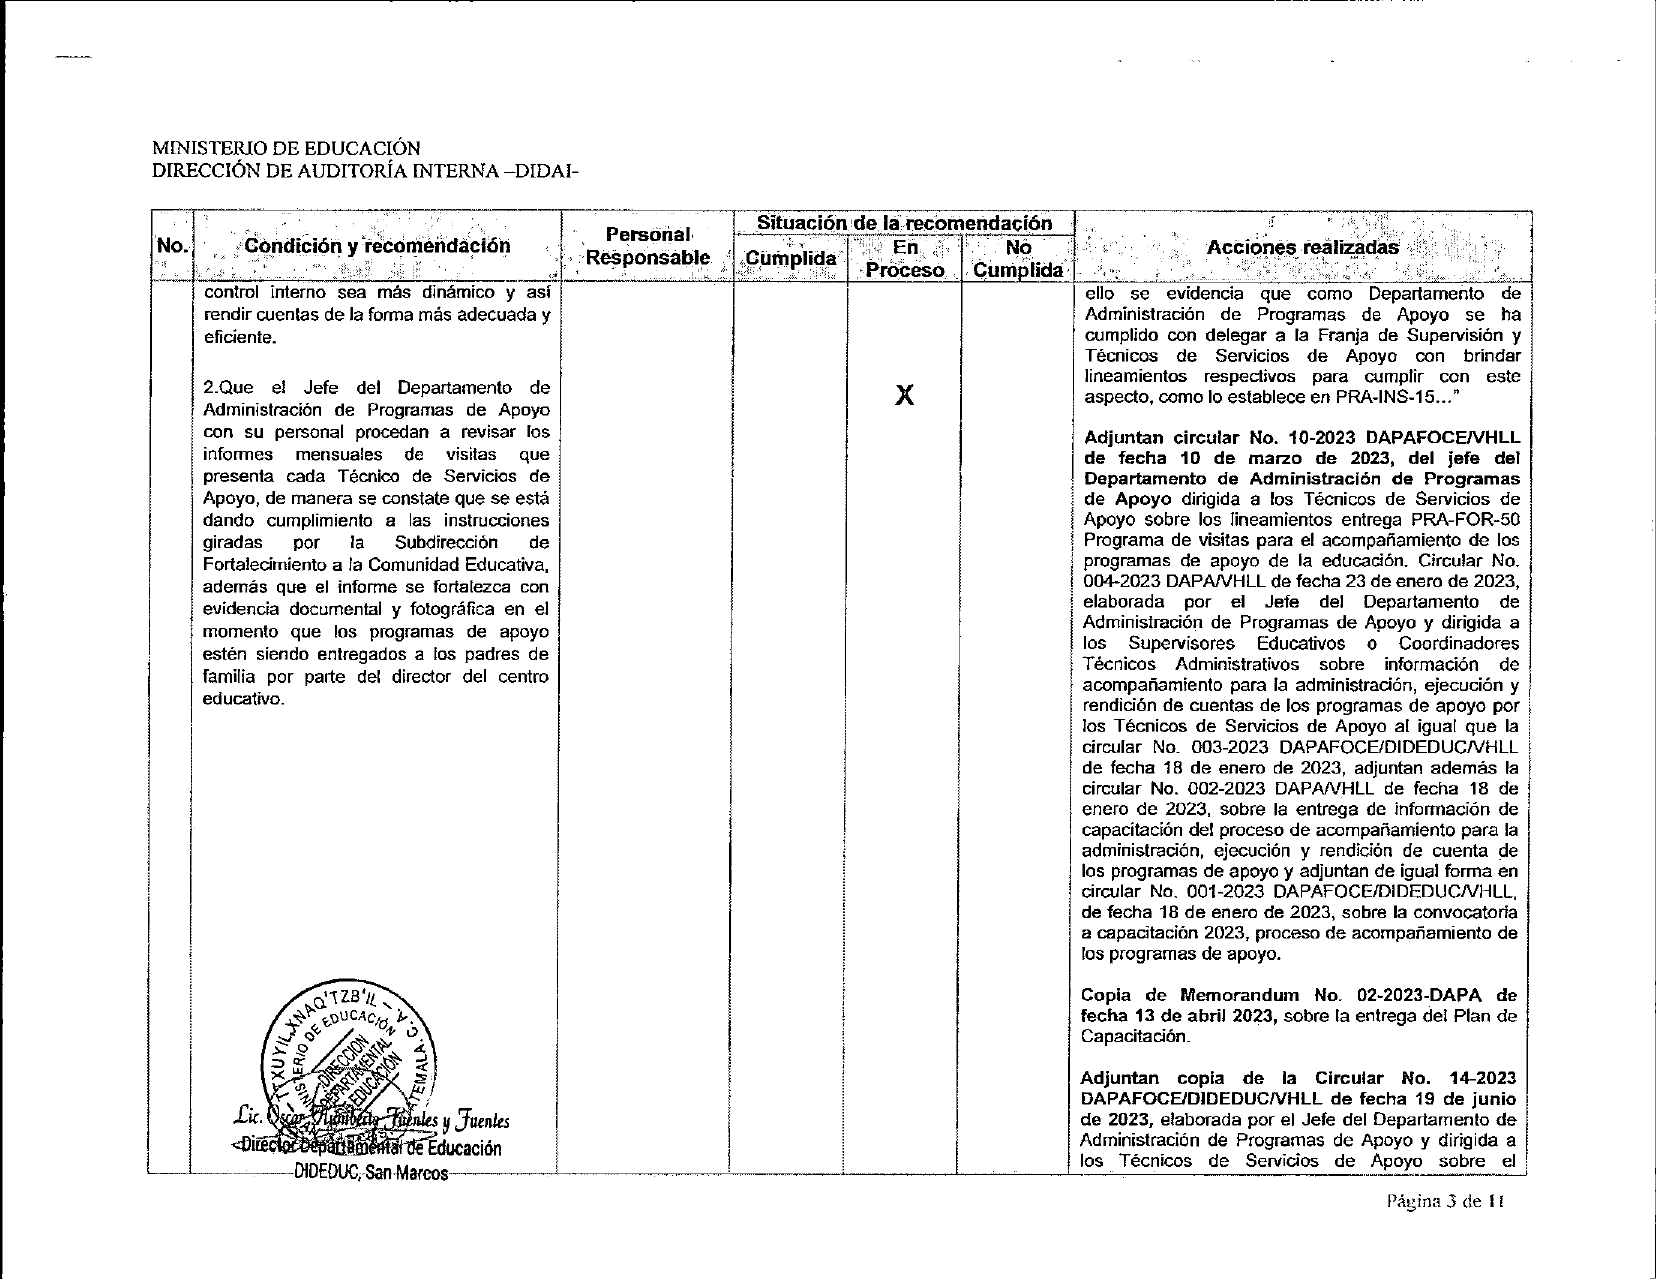 MINISTERIO DE EDUCACIÓN
DIRECCIÓN DE AUDITORÍA INTERNA –DIDAI-
No.
Condición y recomendación
Personal Responsable
Situación de la recomendación
Cumplida
En Proceso
No Cumplida
Acciones realizadas
control interno sea más dinámico y así
rendir cuentas de la forma más adecuada y
eficiente.
2.Que el Jefe del Departamento de
Administración de Programas de Apoyo
con su personal procedan a revisar los
informes mensuales de visitas que
presenta cada Técnico de Servicios de
Apoyo, de manera se constate que se está
dando cumplimiento a las instrucciones
giradas por la Subdirección de
Fortalecimiento a la Comunidad Educativa,
además que el informe se fortalezca con
evidencia documental y fotográfica en el
momento que los programas de apoyo
estén siendo entregados a los padres de
familia por parte del director del centro
educativo.
X
ello se evidencia que como Departamento de
Administración de Programas de Apoyo se ha
cumplido con delegar a la Franja de Supervisión y
Técnicos de Servicios de Apoyo con brindar
lineamientos respectivos para cumplir con este
aspecto, como lo establece en PRA-INS-15..."
Adjuntan circular No. 10-2023 DAPAFOCE/VHLL
de fecha 10 de marzo de 2023, del jefe del
Departamento de Administración de Programas
de Apoyo dirigida a los Técnicos de Servicios de
Apoyo sobre los lineamientos entrega PRA-FOR-50
Programa de visitas para el acompañamiento de los
programas de apoyo de la educación. Circular No.
004-2023 DAPA/VHLL de fecha 23 de enero de 2023,
elaborada por el Jefe del Departamento de
Administración de Programas de Apoyo y dirigida a
los Supervisores Educativos o Coordinadores
Técnicos Administrativos sobre información de
acompañamiento para la administración, ejecución y
rendición de cuentas de los programas de apoyo por
los Técnicos de Servicios de Apoyo al igual que la
circular No. 003-2023 DAPAFOCE/DIDEDUC/VHLL
de fecha 18 de enero de 2023, adjuntan además la
circular No. 002-2023 DAPA/VHLL de fecha 18 de
enero de 2023, sobre la entrega de información de
capacitación del proceso de acompañamiento para la
administración, ejecución y rendición de cuenta de
los programas de apoyo y adjuntan de igual forma en
circular No. 001-2023 DAPAFOCE/DIDEDUC/VHLL,
de fecha 18 de enero de 2023, sobre la convocatoria
a capacitación 2023, proceso de acompañamiento de
los programas de apoyo.
Copia de Memorandum No. 02-2023-DAPA de
fecha 13 de abril 2023, sobre la entrega del Plan de
Capacitación.
Adjuntan copia de la Circular No. 14-2023
DAPAFOCE/DIDEDUC/VHLL de fecha 19 de junio
de 2023, elaborada por el Jefe del Departamento de
Administración de Programas de Apoyo y dirigida a
los Técnicos de Servicios de Apoyo sobre el
MINISTERIO DE EDUCACIÓN
DIRECCION
DEPARTAMENTAL
EDUCACIÓN
Lic. Oscar Humberto Fuentes y Fuentes
Director Departamental de Educación
DIDEDUC, San Marcos
Página 3 de 11